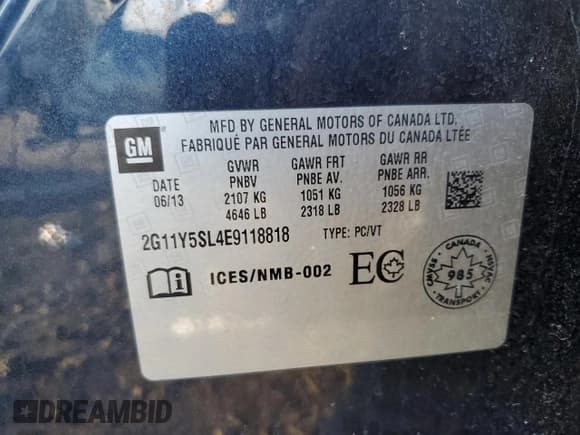 GM
MFD BY GENERAL MOTORS OF CANADA LTD.
FABRIQUÉ PAR GENERAL MOTORS DU CANADA LTÉE
DATE
06/13
GVWR
PNBV
2107 KG
4646 LB
GAWR FRT
PNBE AV.
1051 KG
2318 LB
GAWR RR
PNBE ARR.
1056 KG
2328 LB
2G11Y5SL4E9118818 TYPE: PC/VT
i ICES/NMB-002 EC
CANADA
CMVSS 985 NSVAC
TRANSPORT
DREAMBID